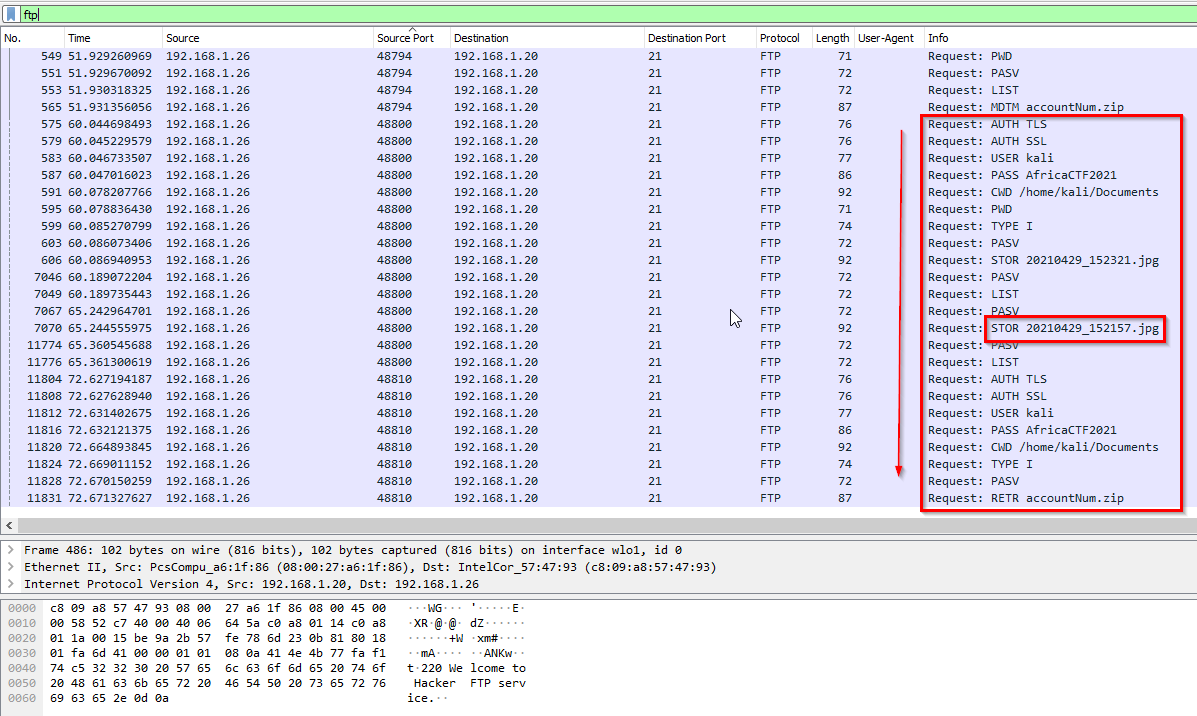 ftp
No. Time Source Source Port Destination Destination Port Protocol Length User-Agent Info
549 51.929260969 192.168.1.26 48794 192.168.1.20 21 FTP 71 Request: PWD
551 51.929670092 192.168.1.26 48794 192.168.1.20 21 FTP 72 Request: PASV
553 51.930318325 192.168.1.26 48794 192.168.1.20 21 FTP 72 Request: LIST
565 51.931356056 192.168.1.26 48794 192.168.1.20 21 FTP 87 Request: MDTM accountNum.zip
575 60.044698493 192.168.1.26 48800 192.168.1.20 21 FTP 76 Request: AUTH TLS
579 60.045229579 192.168.1.26 48800 192.168.1.20 21 FTP 76 Request: AUTH SSL
583 60.046733507 192.168.1.26 48800 192.168.1.20 21 FTP 77 Request: USER kali
587 60.047016023 192.168.1.26 48800 192.168.1.20 21 FTP 86 Request: PASS AfricaCTF2021
591 60.078207766 192.168.1.26 48800 192.168.1.20 21 FTP 92 Request: CWD /home/kali/Documents
595 60.078836430 192.168.1.26 48800 192.168.1.20 21 FTP 71 Request: PWD
599 60.085270799 192.168.1.26 48800 192.168.1.20 21 FTP 74 Request: TYPE I
603 60.086073406 192.168.1.26 48800 192.168.1.20 21 FTP 72 Request: PASV
606 60.086940953 192.168.1.26 48800 192.168.1.20 21 FTP 92 Request: STOR 20210429_152321.jpg
7046 60.189072204 192.168.1.26 48800 192.168.1.20 21 FTP 72 Request: PASV
7049 60.189735443 192.168.1.26 48800 192.168.1.20 21 FTP 72 Request: LIST
7067 65.242964701 192.168.1.26 48800 192.168.1.20 21 FTP 72 Request: PASV
7070 65.244555975 192.168.1.26 48800 192.168.1.20 21 FTP 92 Request: STOR 20210429_152157.jpg
11774 65.360545688 192.168.1.26 48800 192.168.1.20 21 FTP 72 Request: PASV
11776 65.361300619 192.168.1.26 48800 192.168.1.20 21 FTP 72 Request: LIST
11804 72.627194187 192.168.1.26 48810 192.168.1.20 21 FTP 76 Request: AUTH TLS
11808 72.627628940 192.168.1.26 48810 192.168.1.20 21 FTP 76 Request: AUTH SSL
11812 72.631402675 192.168.1.26 48810 192.168.1.20 21 FTP 77 Request: USER kali
11816 72.632121375 192.168.1.26 48810 192.168.1.20 21 FTP 86 Request: PASS AfricaCTF2021
11820 72.664893845 192.168.1.26 48810 192.168.1.20 21 FTP 92 Request: CWD /home/kali/Documents
11824 72.669011152 192.168.1.26 48810 192.168.1.20 21 FTP 74 Request: TYPE I
11828 72.670150259 192.168.1.26 48810 192.168.1.20 21 FTP 72 Request: PASV
11831 72.671327627 192.168.1.26 48810 192.168.1.20 21 FTP 87 Request: RETR accountNum.zip
Frame 486: 102 bytes on wire (816 bits), 102 bytes captured (816 bits) on interface wlo1, id 0
Ethernet II, Src: PcsCompu_a6:1f:86 (08:00:27:a6:1f:86), Dst: IntelCor_57:47:93 (c8:09:a8:57:47:93)
Internet Protocol Version 4, Src: 192.168.1.20, Dst: 192.168.1.26
0000 c8 09 a8 57 47 93 08 00 27 a6 1f 86 08 00 45 00 ···WG··· '·····E·
0010 00 58 52 c7 40 00 40 06 64 5a c0 a8 01 14 c0 a8 ·XR·@·@· dZ······
0020 01 1a 00 15 be 9a 2b 57 fe 78 6d 23 0b 81 80 18 ······+W ·xm#····
0030 01 fa 6d 41 00 00 01 01 08 0a 41 4e 4b 77 fa f1 ··mA···· ··ANKw··
0040 74 c5 32 32 30 20 57 65 6c 63 6f 6d 65 20 74 6f t·220 We lcome to
0050 20 48 61 63 6b 65 72 20 46 54 50 20 73 65 72 76 Hacker FTP serv
0060 69 63 65 2e 0d 0a ice.··